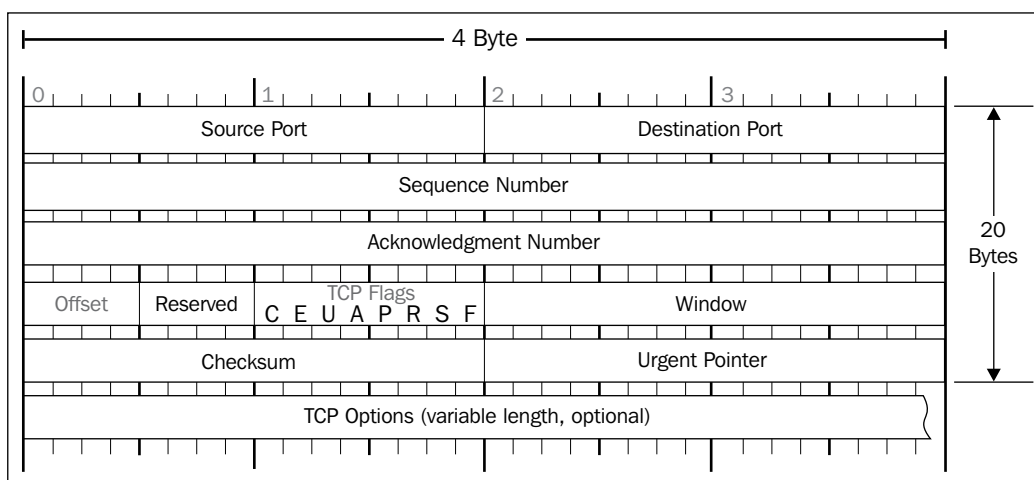 4 Byte
0 1 2 3
Source Port Destination Port
Sequence Number
Acknowledgment Number
20
Bytes
Offset Reserved TCP Flags Window
C E U A P R S F
Checksum Urgent Pointer
TCP Options (variable length, optional)